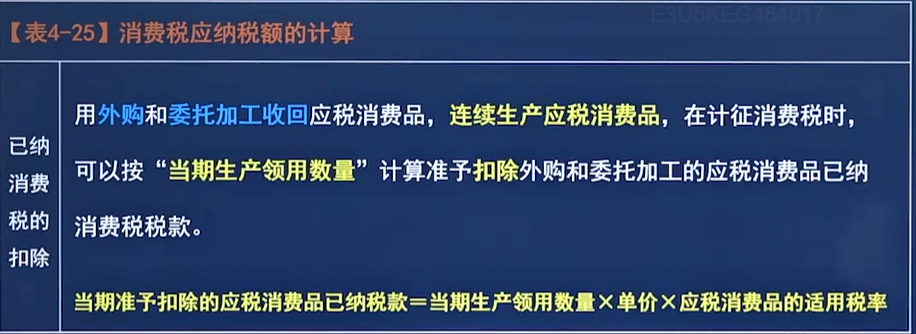 E3U5KEG484017
【表4-25】消费税应纳税额的计算
已纳
消费
税的
扣除
用外购和委托加工收回应税消费品，连续生产应税消费品，在计征消费税时，
可以按“当期生产领用数量”计算准予扣除外购和委托加工的应税消费品已纳
消费税税款。
当期准予扣除的应税消费品已纳税款＝当期生产领用数量×单价×应税消费品的适用税率